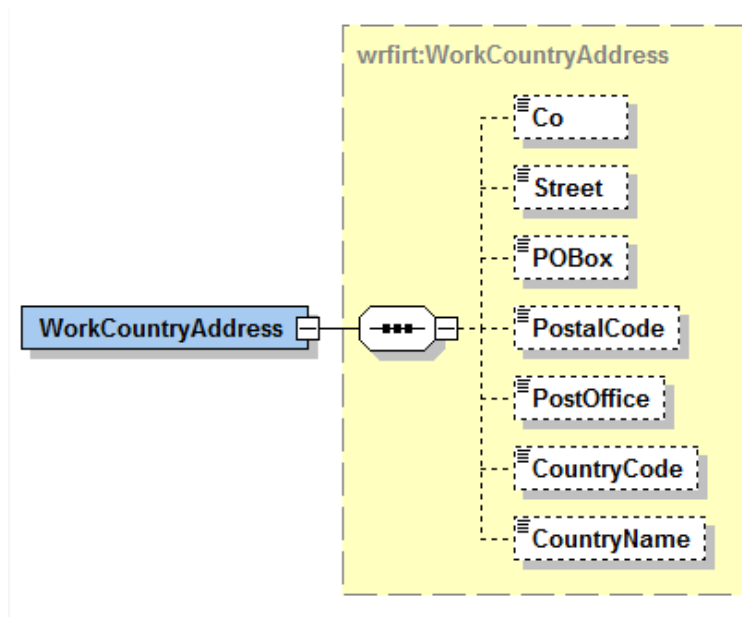 wrfirt:WorkCountryAddress
Co
Street
POBox
WorkCountryAddress
PostalCode
PostOffice
CountryCode
CountryName